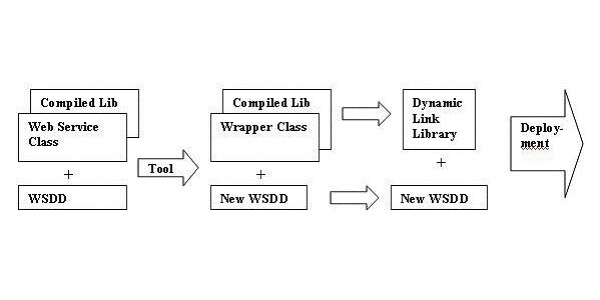 Compiled Lib
Web Service
Class
+
WSDD
Tool
Compiled Lib
Wrapper Class
+
New WSDD
Dynamic
Link
Library
+
New WSDD
Deploy-
ment